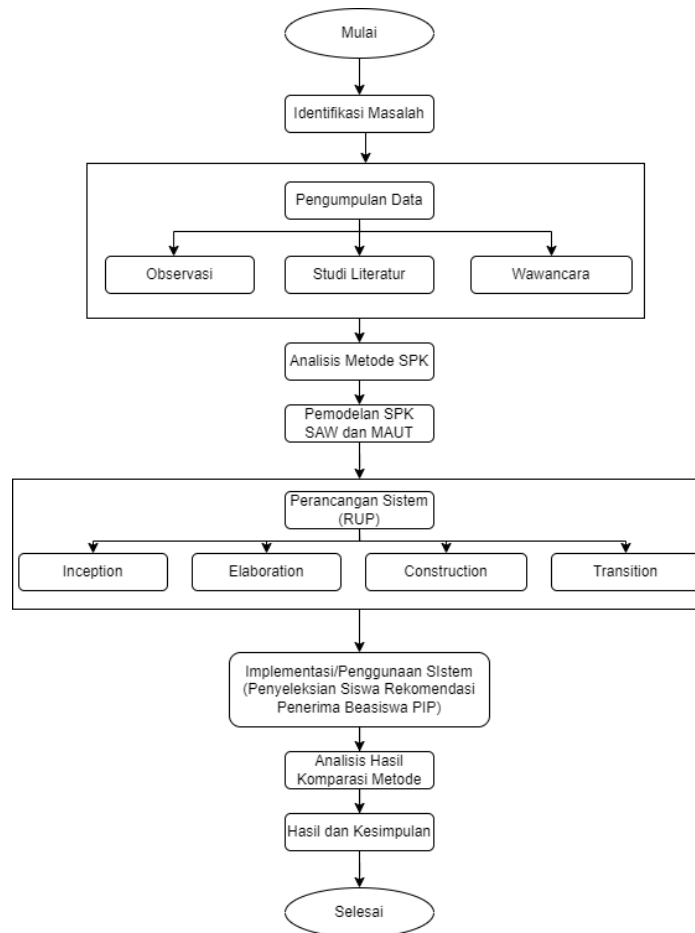 Mulai
Identifikasi Masalah
Pengumpulan Data
Observasi
Studi Literatur
Wawancara
Analisis Metode SPK
Pemodelan SPK
SAW dan MAUT
Perancangan Sistem
(RUP)
Inception
Elaboration
Construction
Transition
Implementasi/Penggunaan SIstem
(Penyeleksian Siswa Rekomendasi
Penerima Beasiswa PIP)
Analisis Hasil
Komparasi Metode
Hasil dan Kesimpulan
Selesai